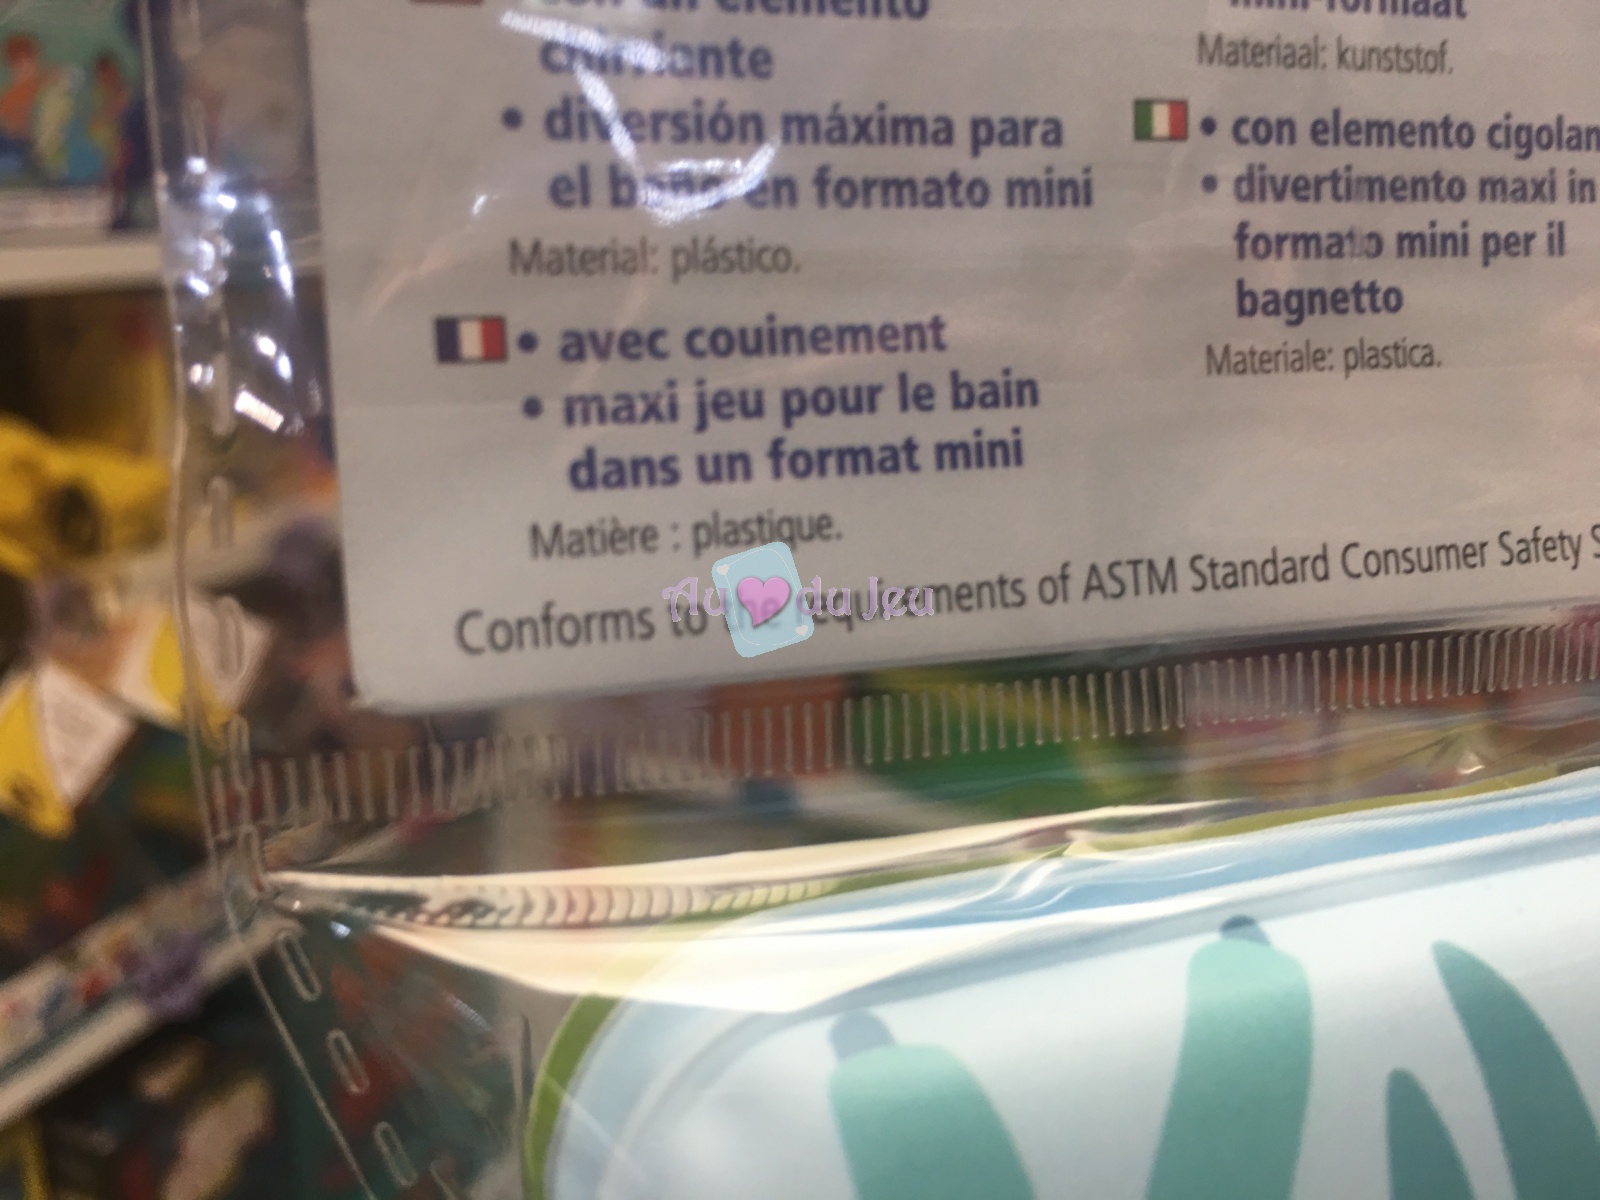 con un elemento
chirriante
• diversión máxima para
el baño en formato mini
Material: plástico.
• avec couinement
• maxi jeu pour le bain
dans un format mini
Matière : plastique.
mini-formaat
Materiaal: kunststof.
• con elemento cigolan
• divertimento maxi in
formato mini per il
bagnetto
Materiale: plastica.
Conforms to the requirements of ASTM Standard Consumer Safety S
Au du Jeu